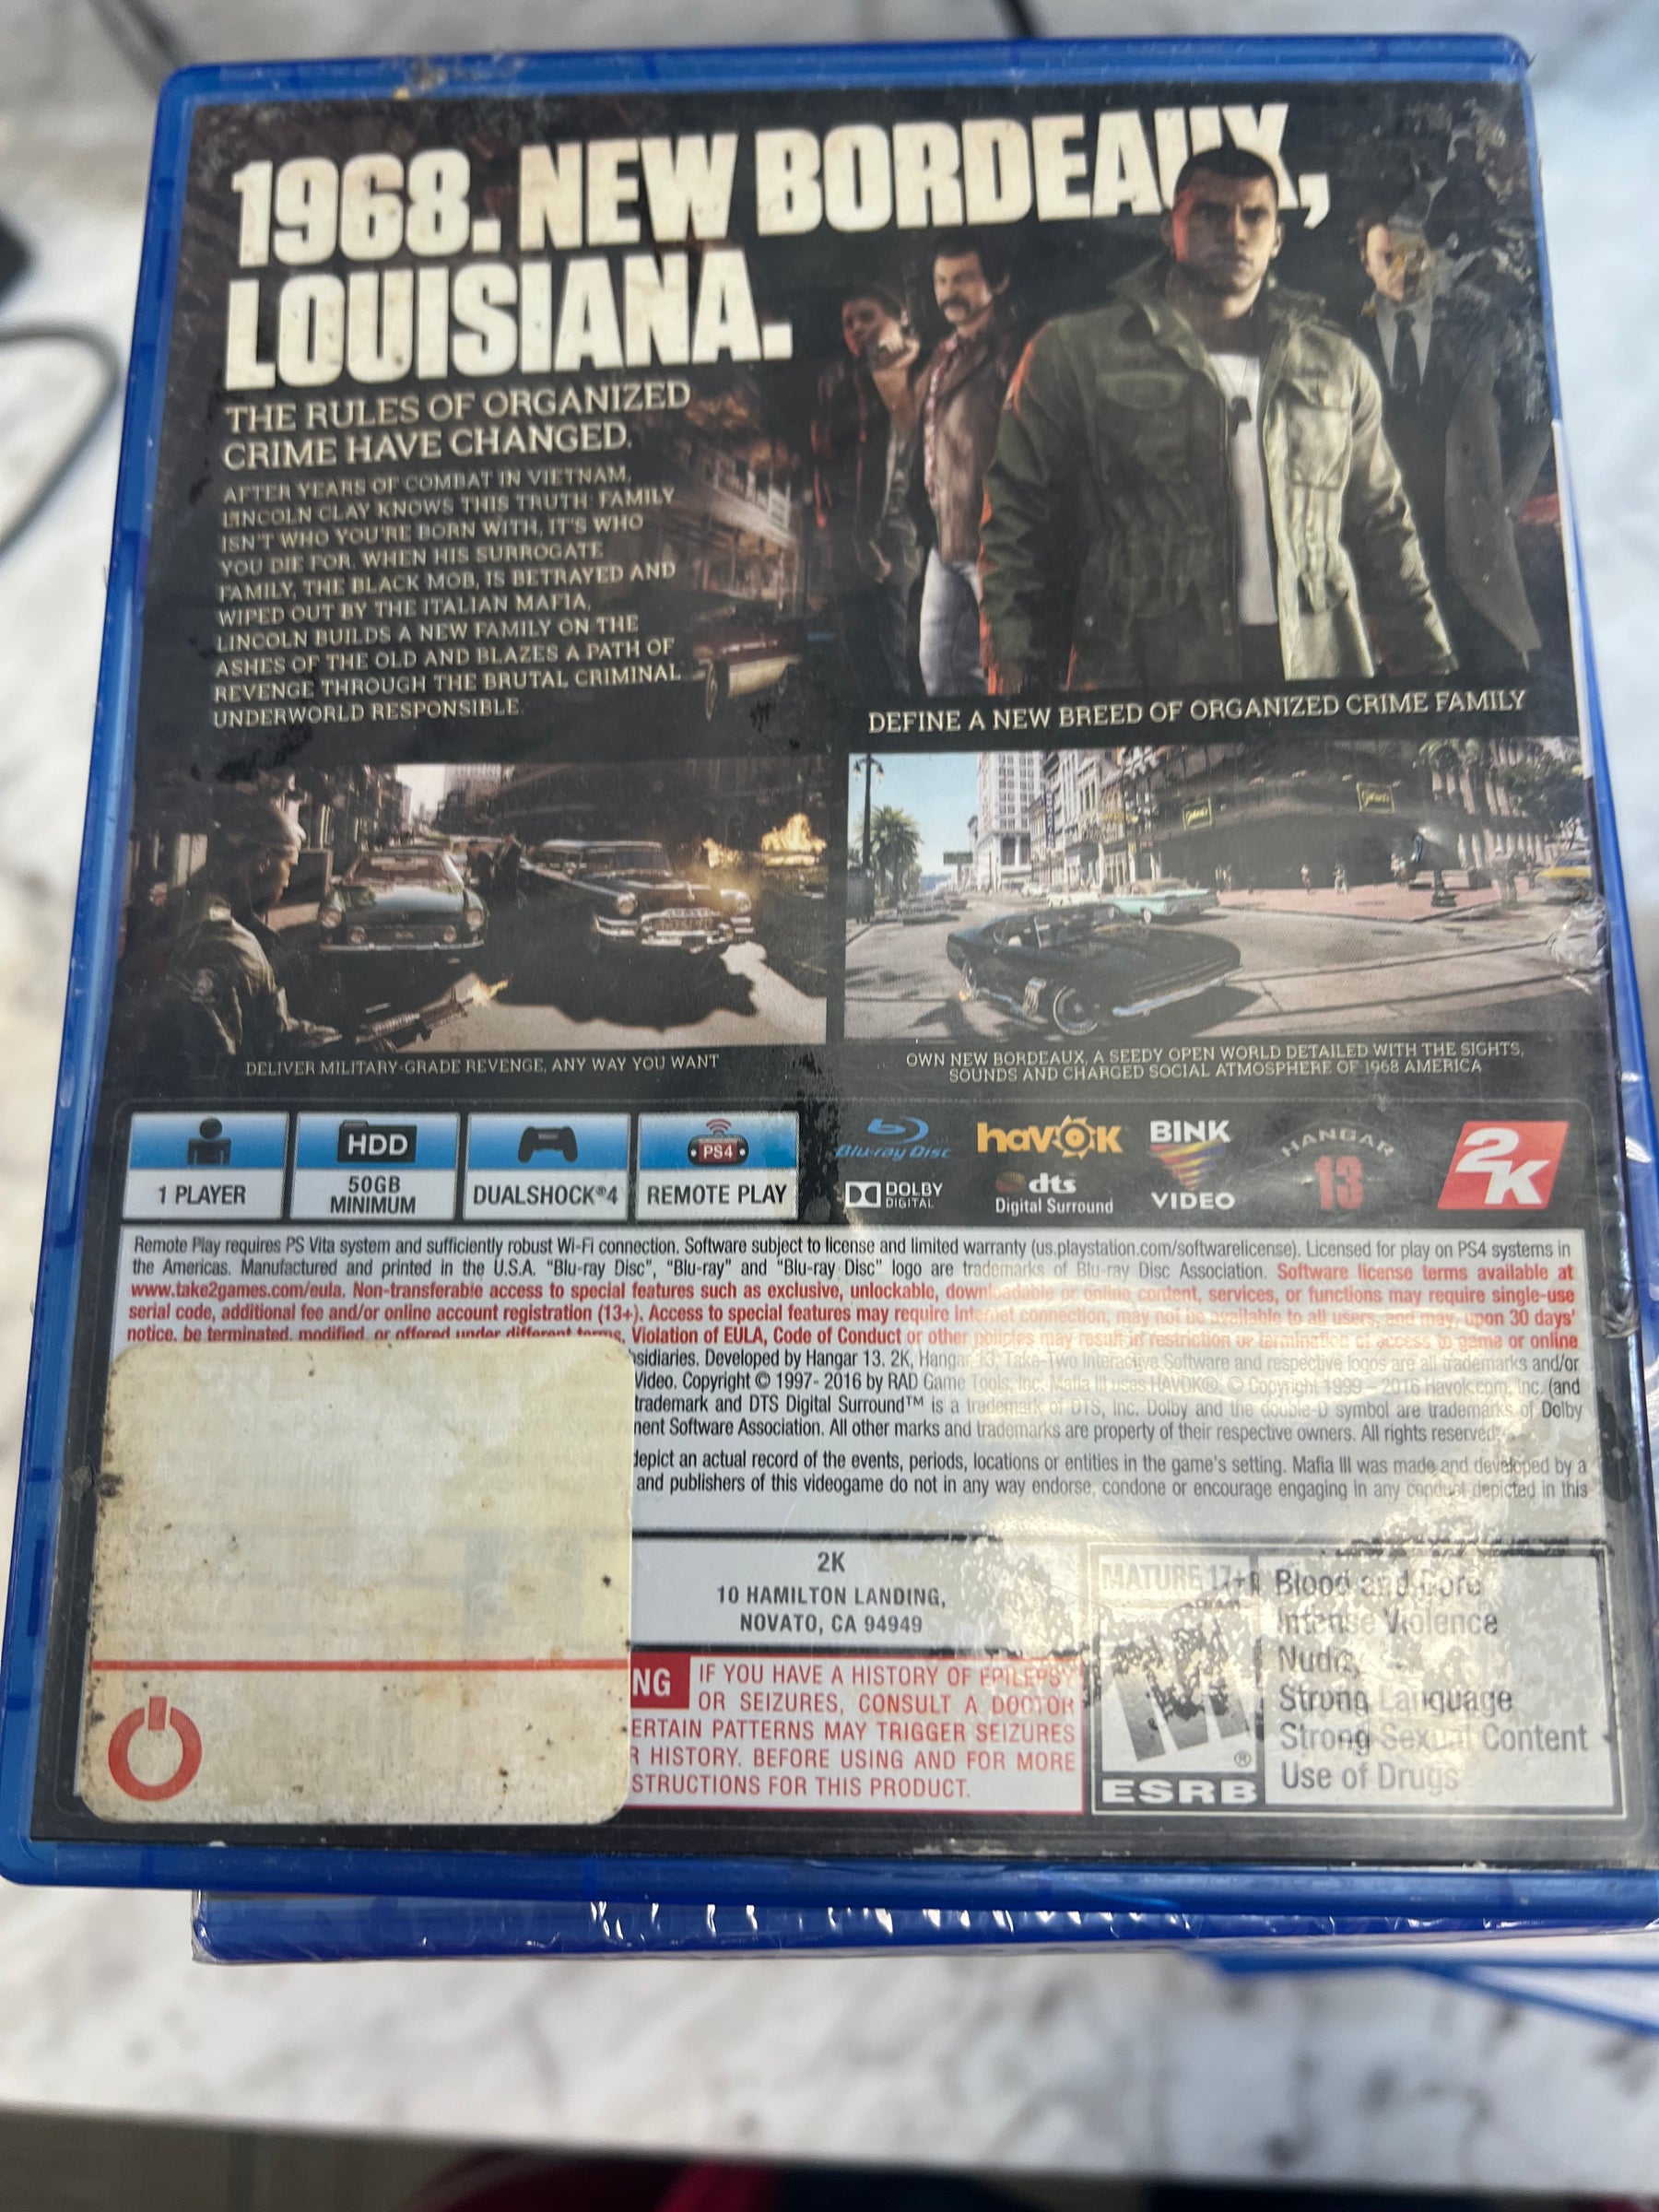 1968. NEW BORDEAUX,
LOUISIANA.
THE RULES OF ORGANIZED
CRIME HAVE CHANGED.
AFTER YEARS OF COMBAT IN VIETNAM,
LINCOLN CLAY KNOWS THIS TRUTH: FAMILY
ISN'T WHO YOU'RE BORN WITH, IT'S WHO
YOU DIE FOR. WHEN HIS SURROGATE
FAMILY, THE BLACK MOB, IS BETRAYED AND
WIPED OUT BY THE ITALIAN MAFIA,
LINCOLN BUILDS A NEW FAMILY ON THE
ASHES OF THE OLD AND BLAZES A PATH OF
REVENGE THROUGH THE BRUTAL CRIMINAL
UNDERWORLD RESPONSIBLE.
DEFINE A NEW BREED OF ORGANIZED CRIME FAMILY
DELIVER MILITARY-GRADE REVENGE, ANY WAY YOU WANT
OWN NEW BORDEAUX, A SEEDY OPEN WORLD DETAILED WITH THE SIGHTS,
SOUNDS AND CHARGED SOCIAL ATMOSPHERE OF 1968 AMERICA
1 PLAYER
HDD
50GB
MINIMUM
DUALSHOCK®4
PS4
REMOTE PLAY
Blu-ray Disc
DOLBY
DIGITAL
havok
dts
Digital Surround
BINK
VIDEO
HANGAR
13
2K
Remote Play requires PS Vita system and sufficiently robust Wi-Fi connection. Software subject to license and limited warranty (us.playstation.com/softwarelicense). Licensed for play on PS4 systems in
the Americas. Manufactured and printed in the U.S.A. "Blu-ray Disc", "Blu-ray" and "Blu-ray Disc" logo are trademarks of Blu-ray Disc Association. Software license terms available at
www.take2games.com/eula. Non-transferable access to special features such as exclusive, unlockable, downloadable or online content, services, or functions may require single-use
serial code, additional fee and/or online account registration (13+). Access to special features may require internet connection, may not be available to all users, and may, upon 30 days'
notice, be terminated, modified, or offered under different terms. Violation of EULA, Code of Conduct or other policies may result in restriction or termination of access to game or online
sidiaries. Developed by Hangar 13. 2K, Hangar 13, Take-Two Interactive Software and respective logos are all trademarks and/or
Video. Copyright © 1997- 2016 by RAD Game Tools, Inc. Mafia III uses HAVOK®. © Copyright 1999 – 2016 Havok.com, Inc. (and
trademark and DTS Digital Surround™ is a trademark of DTS, Inc. Dolby and the double-D symbol are trademarks of Dolby
nent Software Association. All other marks and trademarks are property of their respective owners. All rights reserved.
depict an actual record of the events, periods, locations or entities in the game's setting. Mafia III was made and developed by a
and publishers of this videogame do not in any way endorse, condone or encourage engaging in any conduct depicted in this
2K
10 HAMILTON LANDING,
NOVATO, CA 94949
NG IF YOU HAVE A HISTORY OF EPILEPSY
OR SEIZURES, CONSULT A DOCTOR
ERTAIN PATTERNS MAY TRIGGER SEIZURES
R HISTORY. BEFORE USING AND FOR MORE
STRUCTIONS FOR THIS PRODUCT.
MATURE 17+
M
®
ESRB
Blood and Gore
Intense Violence
Nudity
Strong Language
Strong Sexual Content
Use of Drugs